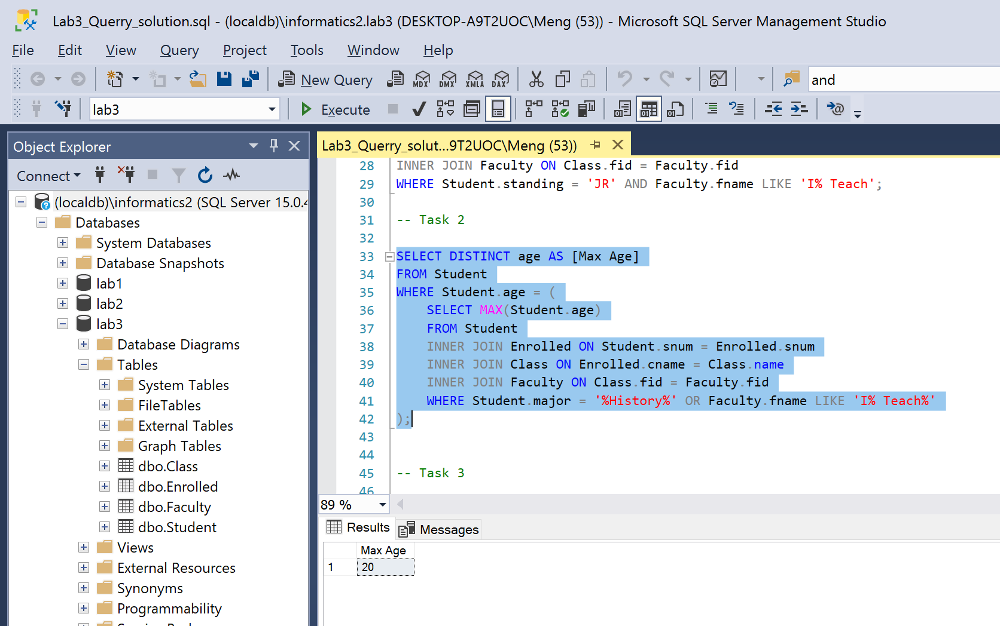 Lab3_Querry_solution.sql - (localdb)\informatics2.lab3 (DESKTOP-A9T2UOC\Meng (53)) - Microsoft SQL Server Management Studio
File Edit View Query Project Tools Window Help
New Query MDX DMX XMLA DAX and
lab3 Execute
Object Explorer
Connect
(localdb)\informatics2 (SQL Server 15.0.4
Databases
System Databases
Database Snapshots
lab1
lab2
lab3
Database Diagrams
Tables
System Tables
FileTables
External Tables
Graph Tables
dbo.Class
dbo.Enrolled
dbo.Faculty
dbo.Student
Views
External Resources
Synonyms
Programmability
Lab3_Querry_solut...9T2UOC\Meng (53))
28 INNER JOIN Faculty ON Class.fid = Faculty.fid
29 WHERE Student.standing = 'JR' AND Faculty.fname LIKE 'I% Teach';
30
31 -- Task 2
32
33 SELECT DISTINCT age AS [Max Age]
34 FROM Student
35 WHERE Student.age = (
36 SELECT MAX(Student.age)
37 FROM Student
38 INNER JOIN Enrolled ON Student.snum = Enrolled.snum
39 INNER JOIN Class ON Enrolled.cname = Class.name
40 INNER JOIN Faculty ON Class.fid = Faculty.fid
41 WHERE Student.major = '%History%' OR Faculty.fname LIKE 'I% Teach%'
42 );
43
44
45 -- Task 3
46
89 %
Results Messages
Max Age
1 20